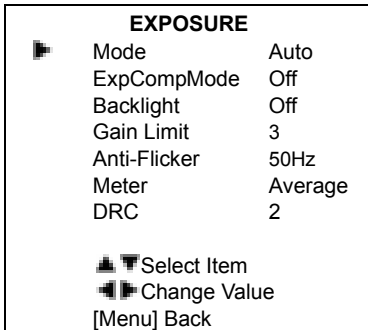 EXPOSURE
Mode Auto
ExpCompMode Off
Backlight Off
Gain Limit 3
Anti-Flicker 50Hz
Meter Average
DRC 2
Select Item
Change Value
[Menu] Back